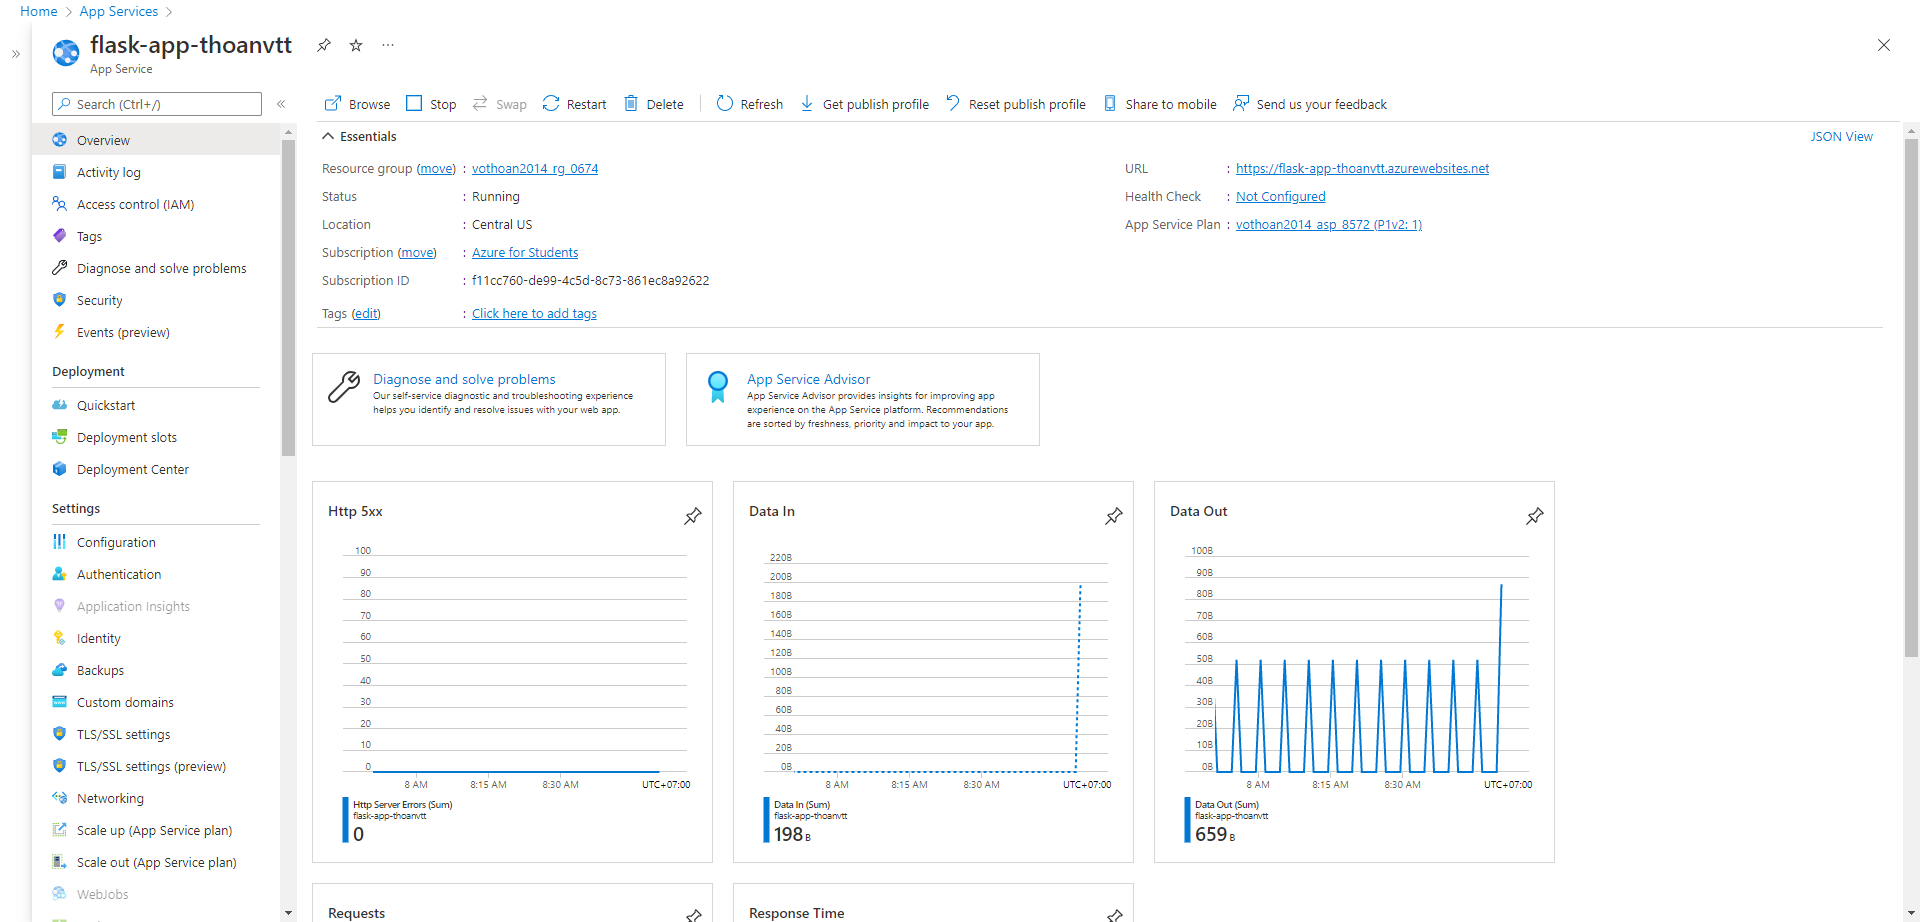 Home > App Services >
flask-app-thoanvtt
App Service
Search (Ctrl+/)
Overview
Activity log
Access control (IAM)
Tags
Diagnose and solve problems
Security
Events (preview)
Deployment
Quickstart
Deployment slots
Deployment Center
Settings
Configuration
Authentication
Application Insights
Identity
Backups
Custom domains
TLS/SSL settings
TLS/SSL settings (preview)
Networking
Scale up (App Service plan)
Scale out (App Service plan)
WebJobs
Browse Stop Swap Restart Delete Refresh Get publish profile Reset publish profile Share to mobile Send us your feedback
Essentials
JSON View
Resource group (move) : vothoan2014_rg_0674
Status : Running
Location : Central US
Subscription (move) : Azure for Students
Subscription ID : f11cc760-de99-4c5d-8c73-861ec8a92622
Tags (edit) : Click here to add tags
URL : https://flask-app-thoanvtt.azurewebsites.net
Health Check : Not Configured
App Service Plan : vothoan2014_asp_8572 (P1v2: 1)
Diagnose and solve problems
Our self-service diagnostic and troubleshooting experience
helps you identify and resolve issues with your web app.
App Service Advisor
App Service Advisor provides insights for improving app
experience on the App Service platform. Recommendations
are sorted by freshness, priority and impact to your app.
Http 5xx
100
90
80
70
60
50
40
30
20
10
0
8 AM 8:15 AM 8:30 AM UTC+07:00
Http Server Errors (Sum)
flask-app-thoanvtt
0
Data In
220B
200B
180B
160B
140B
120B
100B
80B
60B
40B
20B
0B
8 AM 8:15 AM 8:30 AM UTC+07:00
Data In (Sum)
flask-app-thoanvtt
198 B
Data Out
100B
90B
80B
70B
60B
50B
40B
30B
20B
10B
0B
8 AM 8:15 AM 8:30 AM UTC+07:00
Data Out (Sum)
flask-app-thoanvtt
659 B
Requests
Response Time